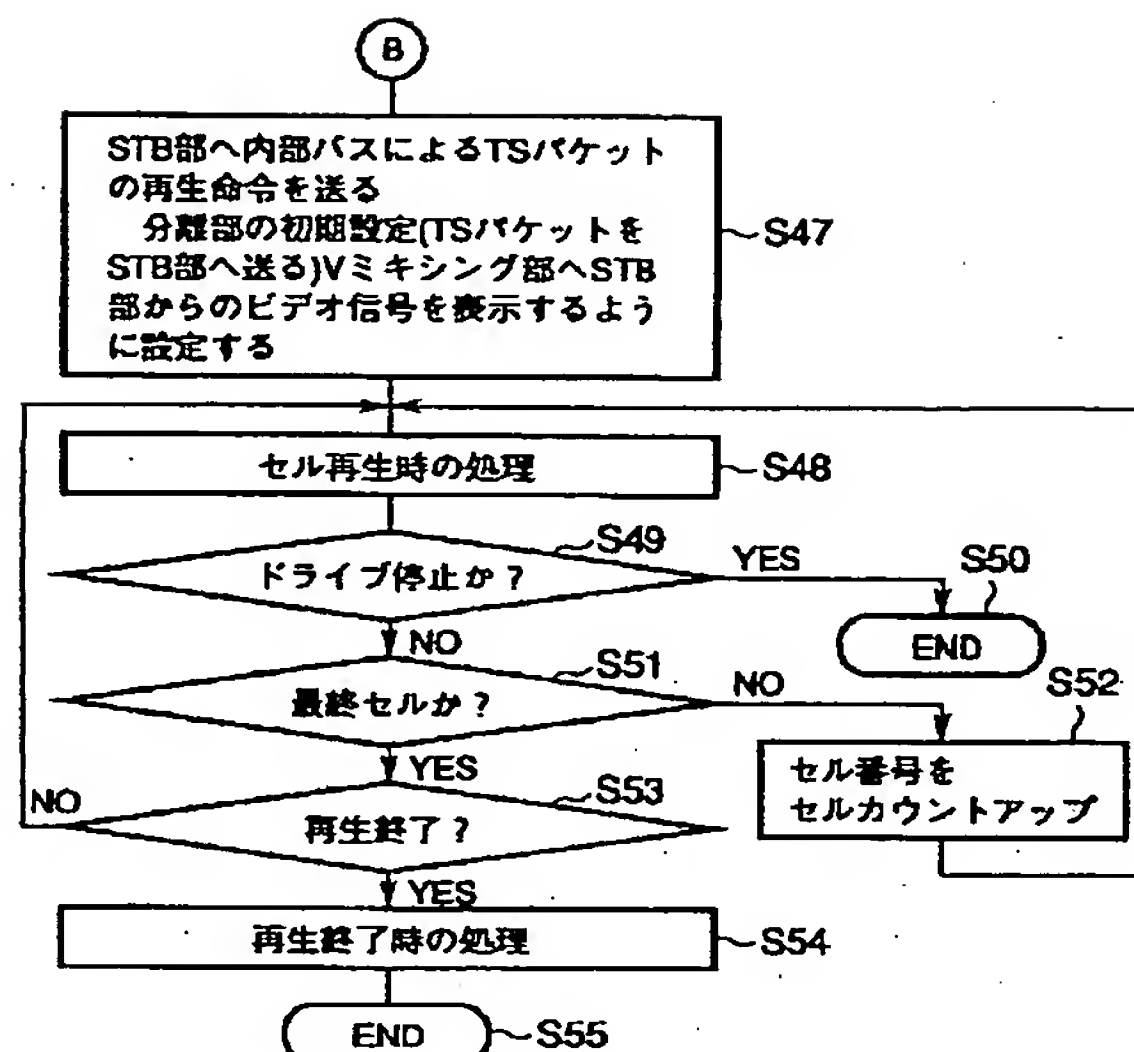 B
STB部へ内部バスによるTSパケット
の再生命令を送る
分離部の初期設定(TSパケットを
STB部へ送る)Vミキシング部へSTB
部からのビデオ信号を表示するよう
に設定する
S47
セル再生時の処理
S48
S49
ドライブ停止か?
YES
S50
END
NO
S51
最終セルか?
NO
S52
セル番号を
セルカウントアップ
YES
S53
NO
再生終了?
YES
再生終了時の処理
S54
END
S55